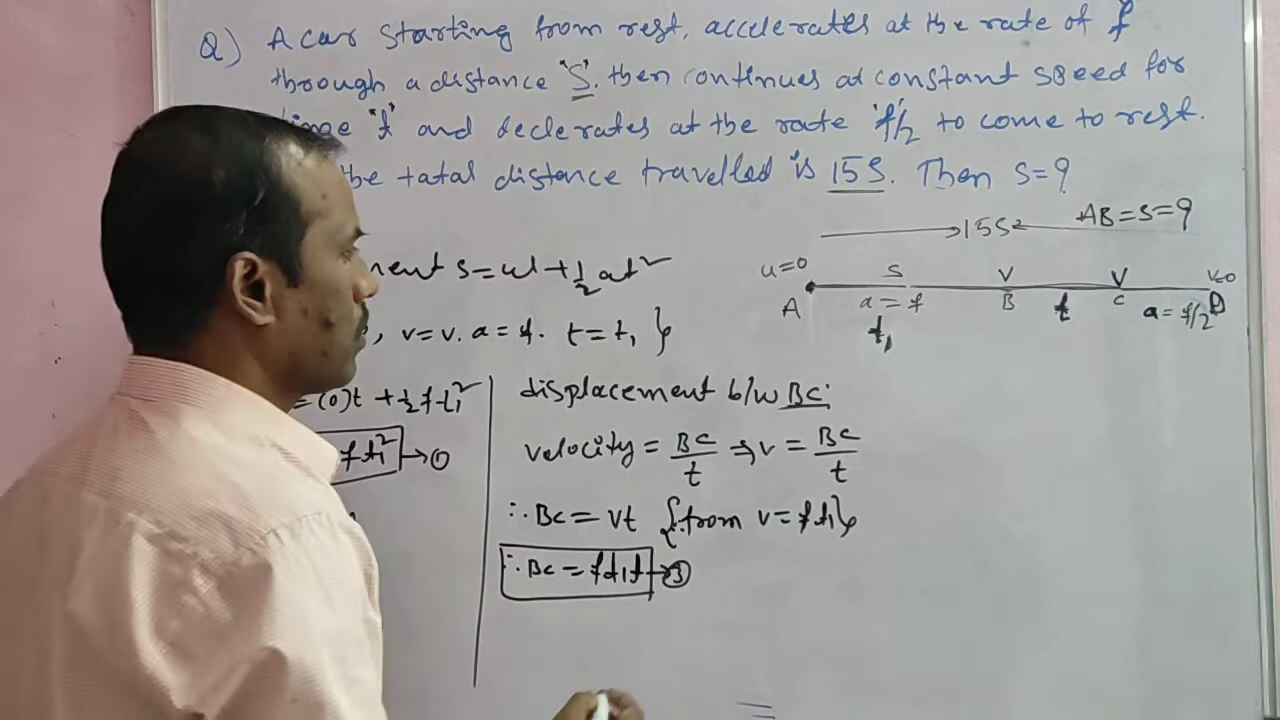 Q) A car starting from rest, accelerates at the rate of f
through a distance "S". then continues at constant speed for
time 't' and declerates at the rate 'f/2 to come to rest.
the tatal distance travelled is 15S. Then S=?
15S AB=S=?
u=0 S V V V=0
A a=f B t C a=f/2 D
t₁
ment s=ut+½at²
, v=v. a=f. t=t₁ }
=(0)t +½ft₁²
ft₁² →①
displacement b/w BC:
velocity = BC/t ⇒ v = BC/t
∴ BC = Vt {from v=ft₁}
∴ BC = ft₁t →③